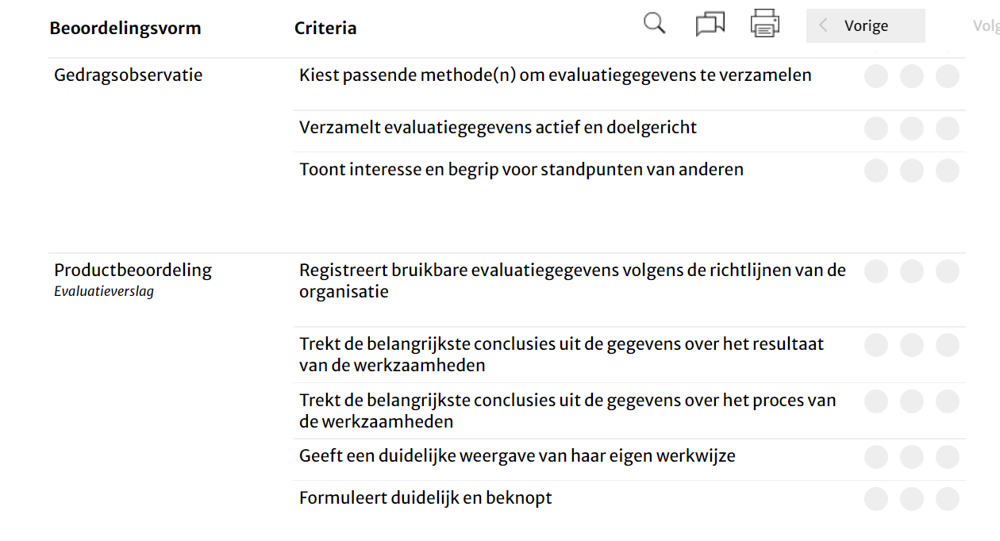 Beoordelingsvorm
Criteria
Vorige
Gedragsobservatie
Kiest passende methode(n) om evaluatiegegevens te verzamelen
Verzamelt evaluatiegegevens actief en doelgericht
Toont interesse en begrip voor standpunten van anderen
Productbeoordeling
Evaluatieverslag
Registreert bruikbare evaluatiegegevens volgens de richtlijnen van de
organisatie
Trekt de belangrijkste conclusies uit de gegevens over het resultaat
van de werkzaamheden
Trekt de belangrijkste conclusies uit de gegevens over het proces van
de werkzaamheden
Geeft een duidelijke weergave van haar eigen werkwijze
Formuleert duidelijk en beknopt